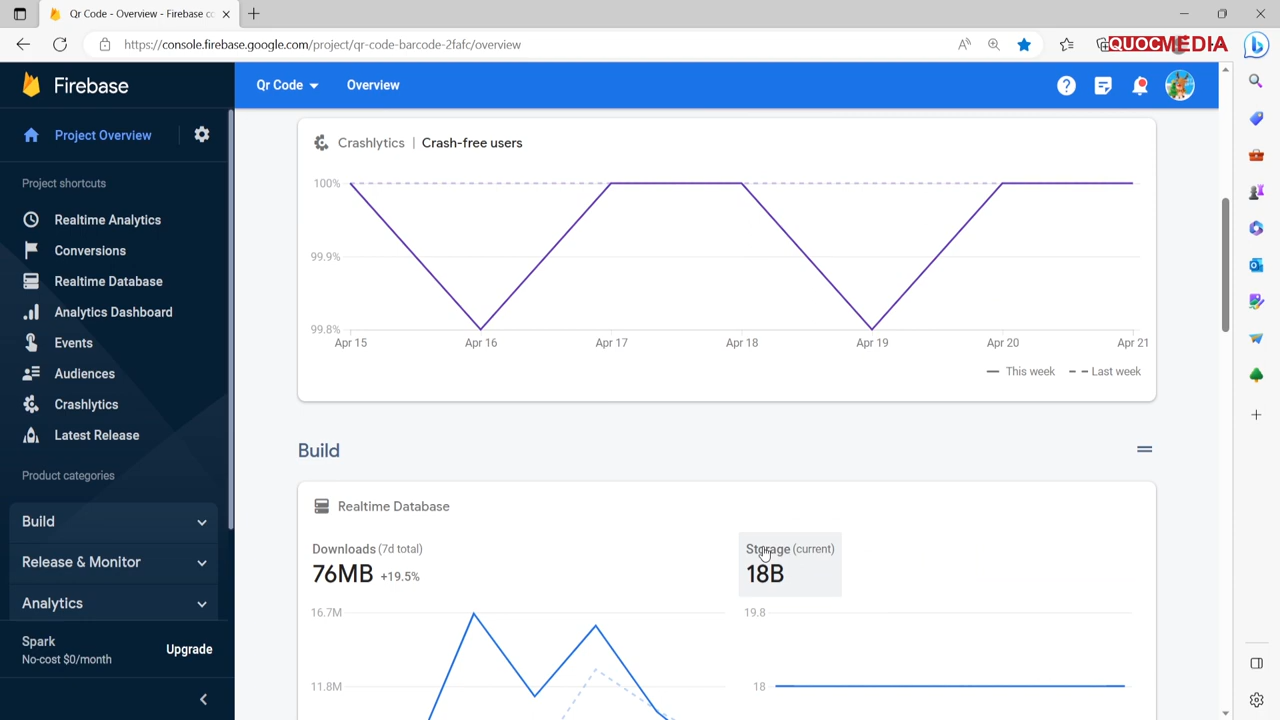 Qr Code - Overview - Firebase co
https://console.firebase.google.com/project/qr-code-barcode-2fafc/overview
QUOCMEDIA
Firebase
Qr Code
Overview
Project Overview
Project shortcuts
Realtime Analytics
Conversions
Realtime Database
Analytics Dashboard
Events
Audiences
Crashlytics
Latest Release
Product categories
Build
Release & Monitor
Analytics
Spark
No-cost $0/month
Upgrade
Crashlytics | Crash-free users
100%
99.9%
99.8%
Apr 15 Apr 16 Apr 17 Apr 18 Apr 19 Apr 20 Apr 21
This week Last week
Build
Realtime Database
Downloads (7d total)
76MB +19.5%
16.7M
11.8M
Storage (current)
18B
19.8
18